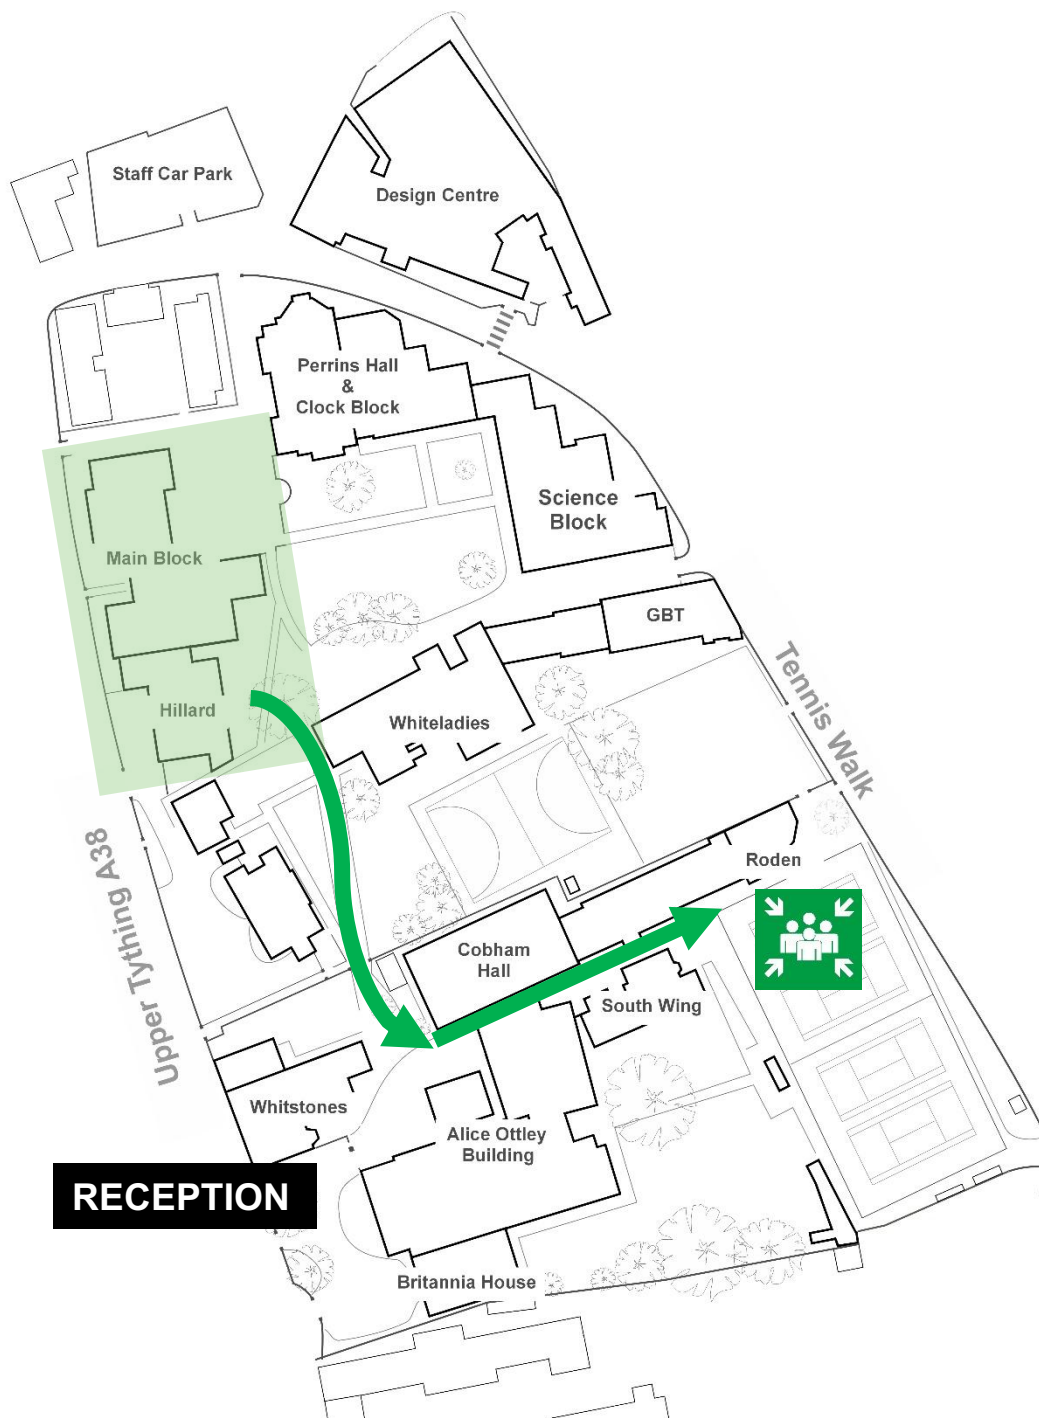 Staff Car Park
Design Centre
Perrins Hall
&
Clock Block
Science
Block
Main Block
GBT
Hillard
Whiteladies
Tennis Walk
Upper Tything A38
Roden
Cobham
Hall
South Wing
Whitstones
Alice Ottley
Building
RECEPTION
Britannia House